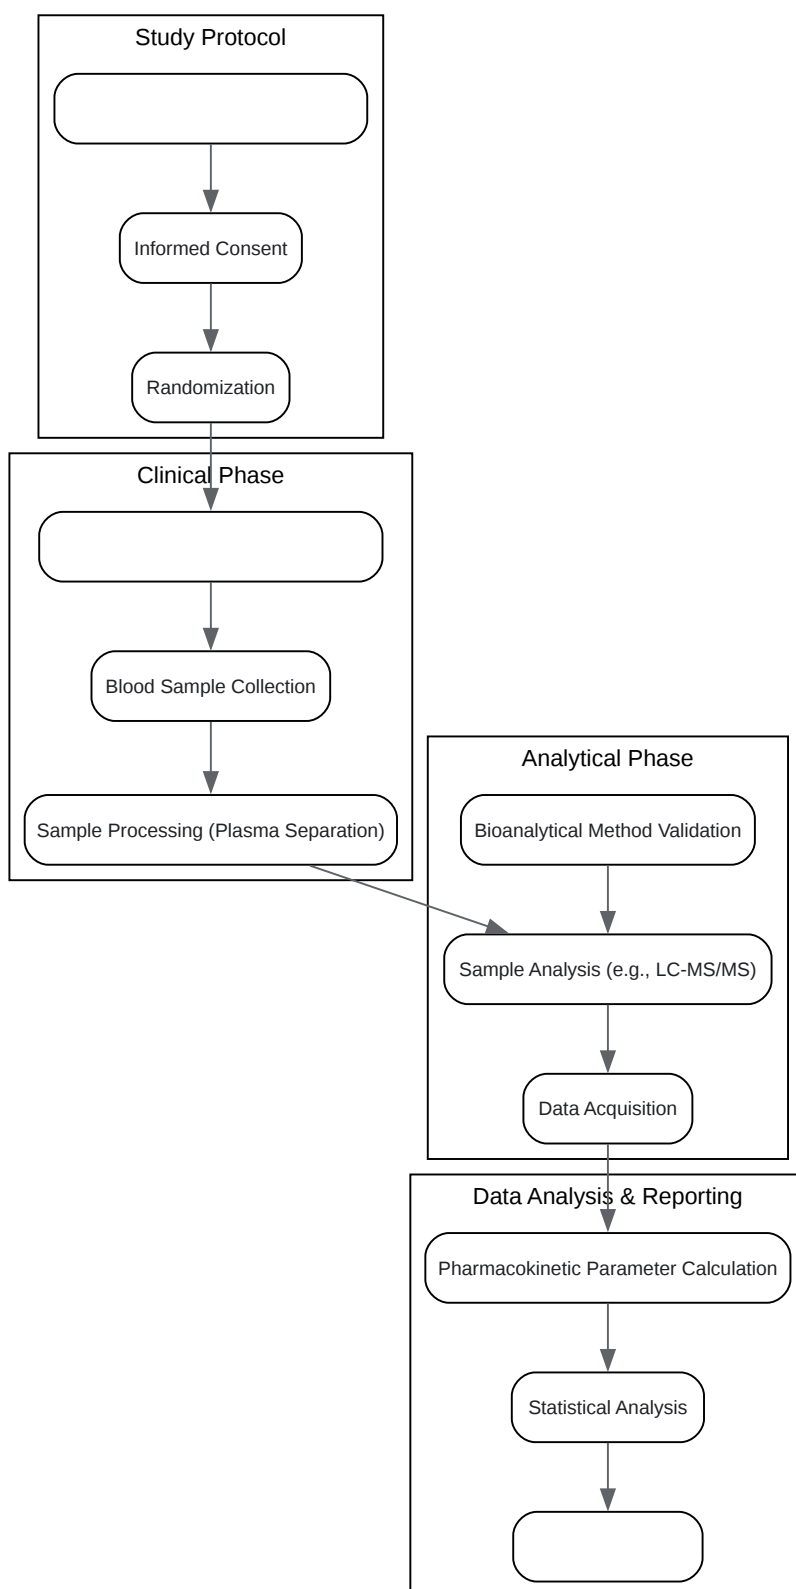 Study Protocol
Informed Consent
Randomization
Clinical Phase
Blood Sample Collection
Sample Processing (Plasma Separation)
Analytical Phase
Bioanalytical Method Validation
Sample Analysis (e.g., LC-MS/MS)
Data Acquisition
Data Analysis & Reporting
Pharmacokinetic Parameter Calculation
Statistical Analysis